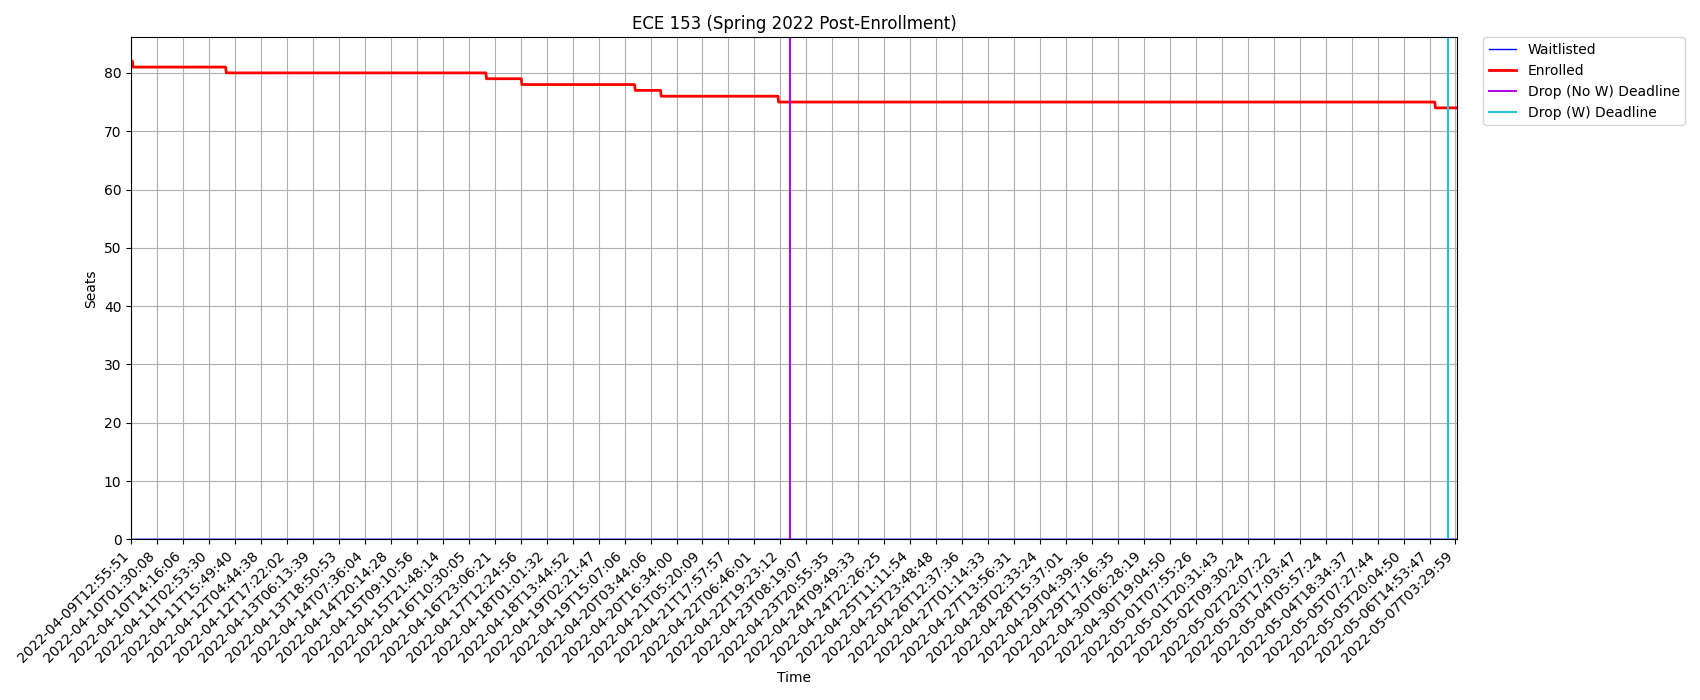 ECE 153 (Spring 2022 Post-Enrollment)
Waitlisted
Enrolled
Drop (No W) Deadline
Drop (W) Deadline
Seats
80
70
60
50
40
30
20
10
0
2022-04-09T12:55:51
2022-04-10T01:30:08
2022-04-10T14:16:06
2022-04-11T02:53:30
2022-04-11T15:49:40
2022-04-12T04:44:38
2022-04-12T17:22:02
2022-04-13T06:13:39
2022-04-13T18:50:53
2022-04-14T07:36:04
2022-04-14T20:14:28
2022-04-15T09:10:56
2022-04-15T21:48:14
2022-04-16T10:30:05
2022-04-16T23:06:21
2022-04-17T12:24:56
2022-04-18T01:01:32
2022-04-18T13:44:52
2022-04-19T02:21:47
2022-04-19T15:07:06
2022-04-20T03:44:06
2022-04-20T16:34:00
2022-04-21T05:20:09
2022-04-21T17:57:57
2022-04-22T06:46:01
2022-04-22T19:23:12
2022-04-23T08:19:07
2022-04-23T20:55:35
2022-04-24T09:49:33
2022-04-24T22:26:25
2022-04-25T11:11:54
2022-04-25T23:48:48
2022-04-26T12:37:36
2022-04-27T01:14:33
2022-04-27T13:56:31
2022-04-28T02:33:24
2022-04-28T15:37:01
2022-04-29T04:39:36
2022-04-29T17:16:35
2022-04-30T06:28:19
2022-04-30T19:04:50
2022-05-01T07:55:26
2022-05-01T20:31:43
2022-05-02T09:30:24
2022-05-02T22:07:22
2022-05-03T17:03:47
2022-05-04T05:57:24
2022-05-04T18:34:37
2022-05-05T07:27:44
2022-05-05T20:04:50
2022-05-06T14:53:47
2022-05-07T03:29:59
Time